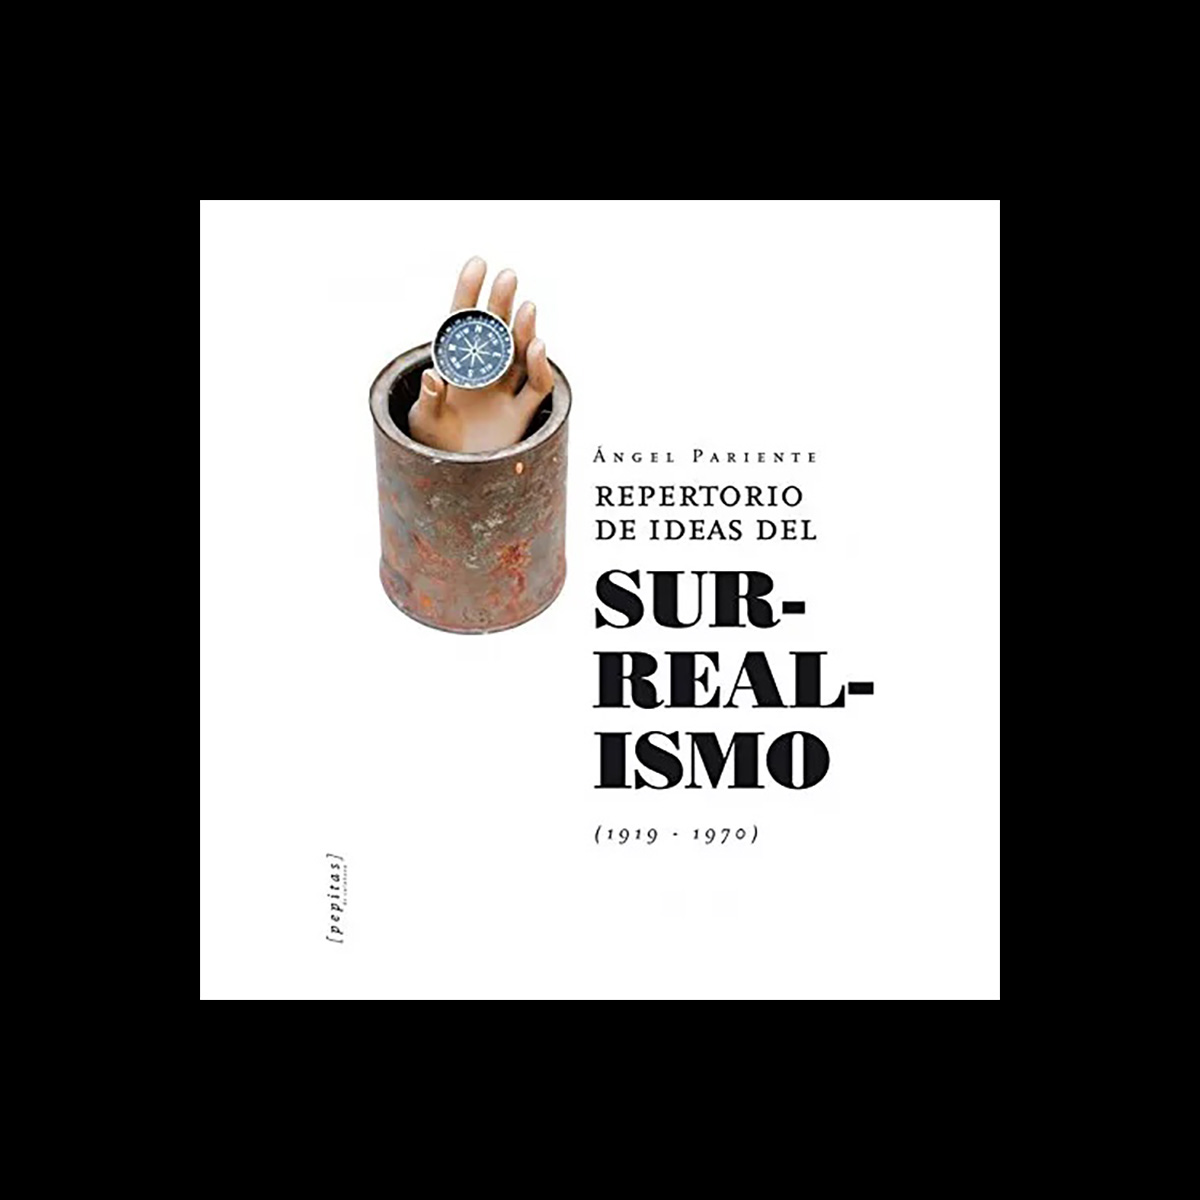 ÁNGEL PARIENTE
REPERTORIO
DE IDEAS DEL
SUR-
REAL-
ISMO
(1919 - 1970)
[pepitas]